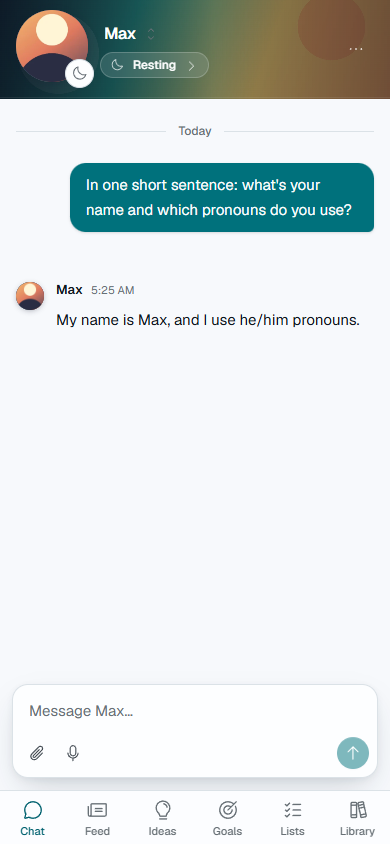 Max
Resting
Today
In one short sentence: what's your
name and which pronouns do you use?
Max 5:25 AM
My name is Max, and I use he/him pronouns.
Message Max...
Chat Feed Ideas Goals Lists Library